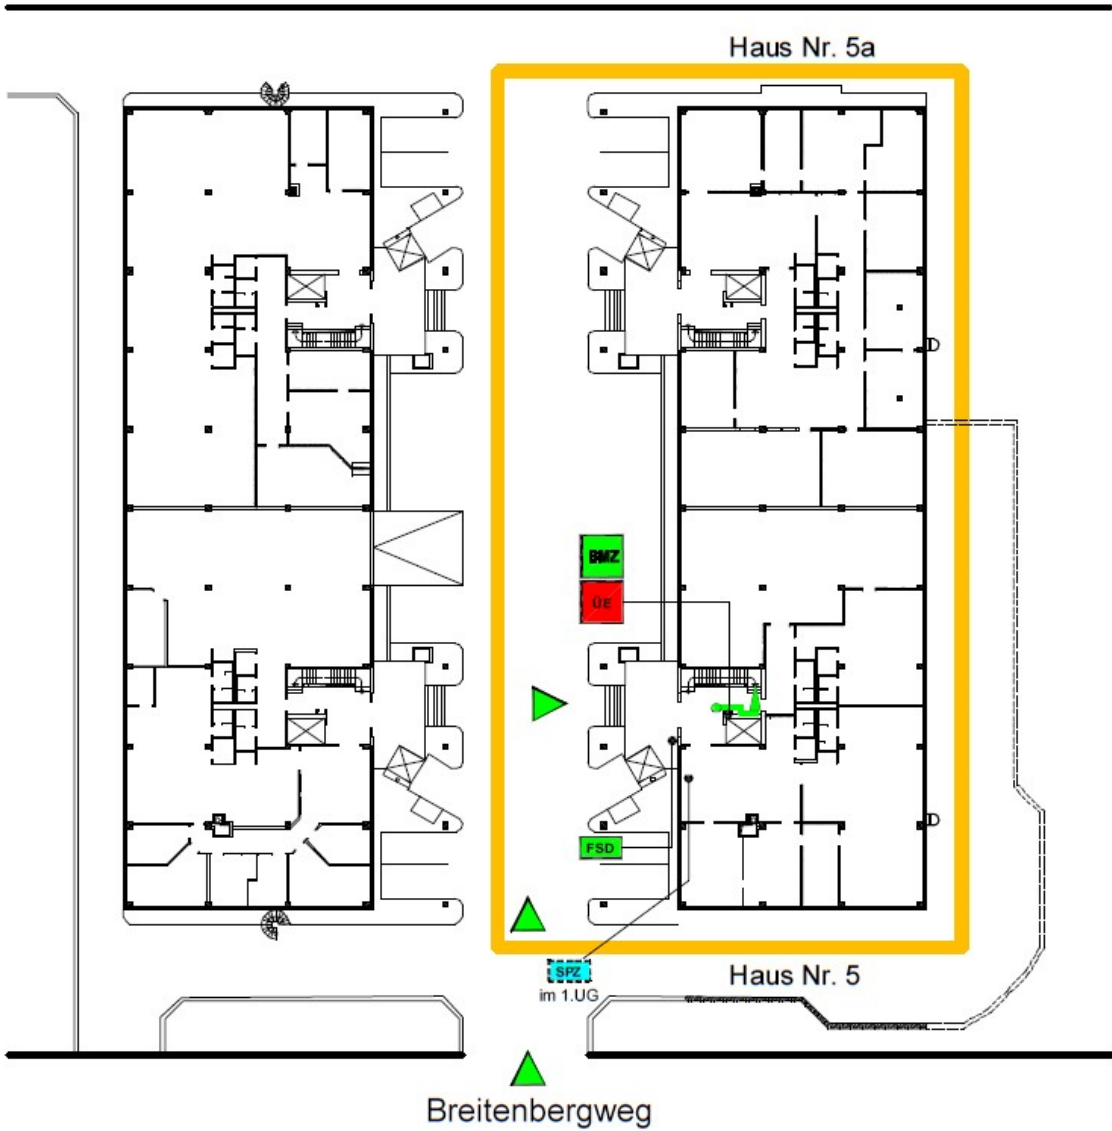 Haus Nr. 5a
BMZ
ÜE
FSD
SPZ
im 1.UG
Haus Nr. 5
Breitenbergweg